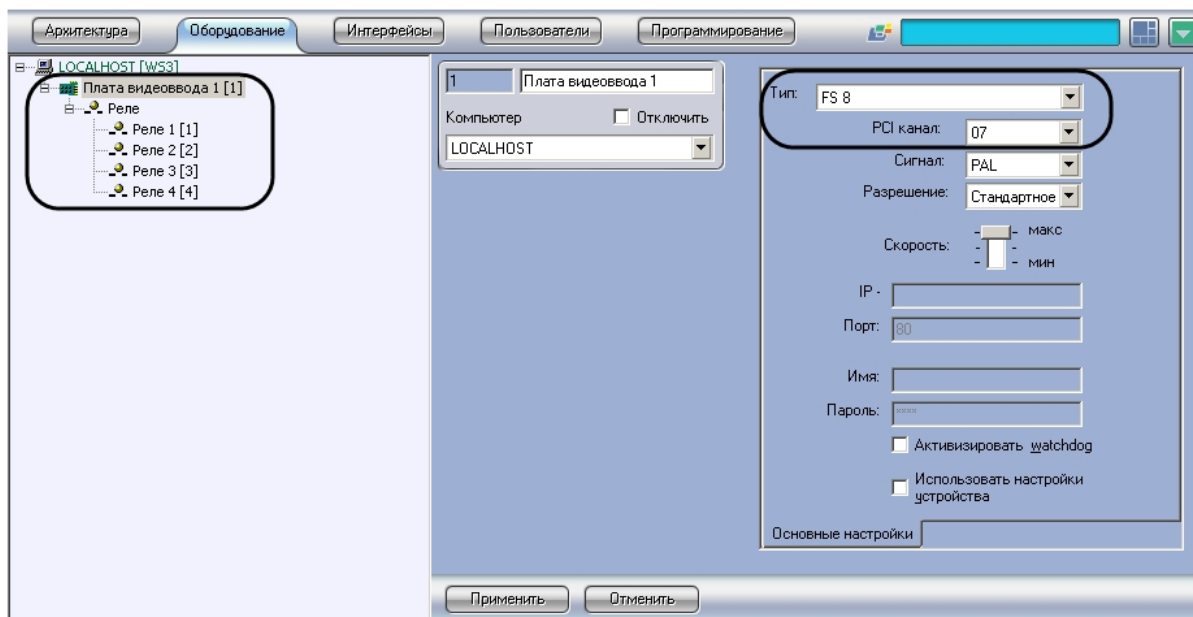 Архитектура Оборудование Интерфейсы Пользователи Программирование
LOCALHOST [WS3]
Плата видеоввода 1 [1]
Реле
Реле 1 [1]
Реле 2 [2]
Реле 3 [3]
Реле 4 [4]
1 Плата видеоввода 1
Компьютер Отключить
LOCALHOST
Тип: FS 8
PCI канал: 07
Сигнал: PAL
Разрешение: Стандартное
Скорость: макс
мин
IP -
Порт: 80
Имя:
Пароль: ****
Активизировать watchdog
Использовать настройки
устройства
Основные настройки
Применить Отменить